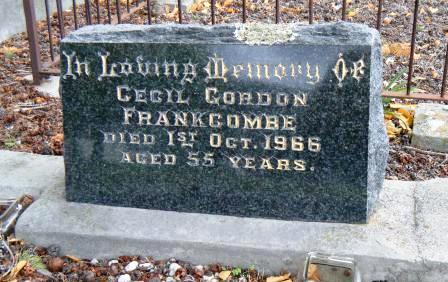 In Loving Memory Of
CECIL GORDON
FRANKCOMBE
DIED 1ST OCT. 1966
AGED 55 YEARS.